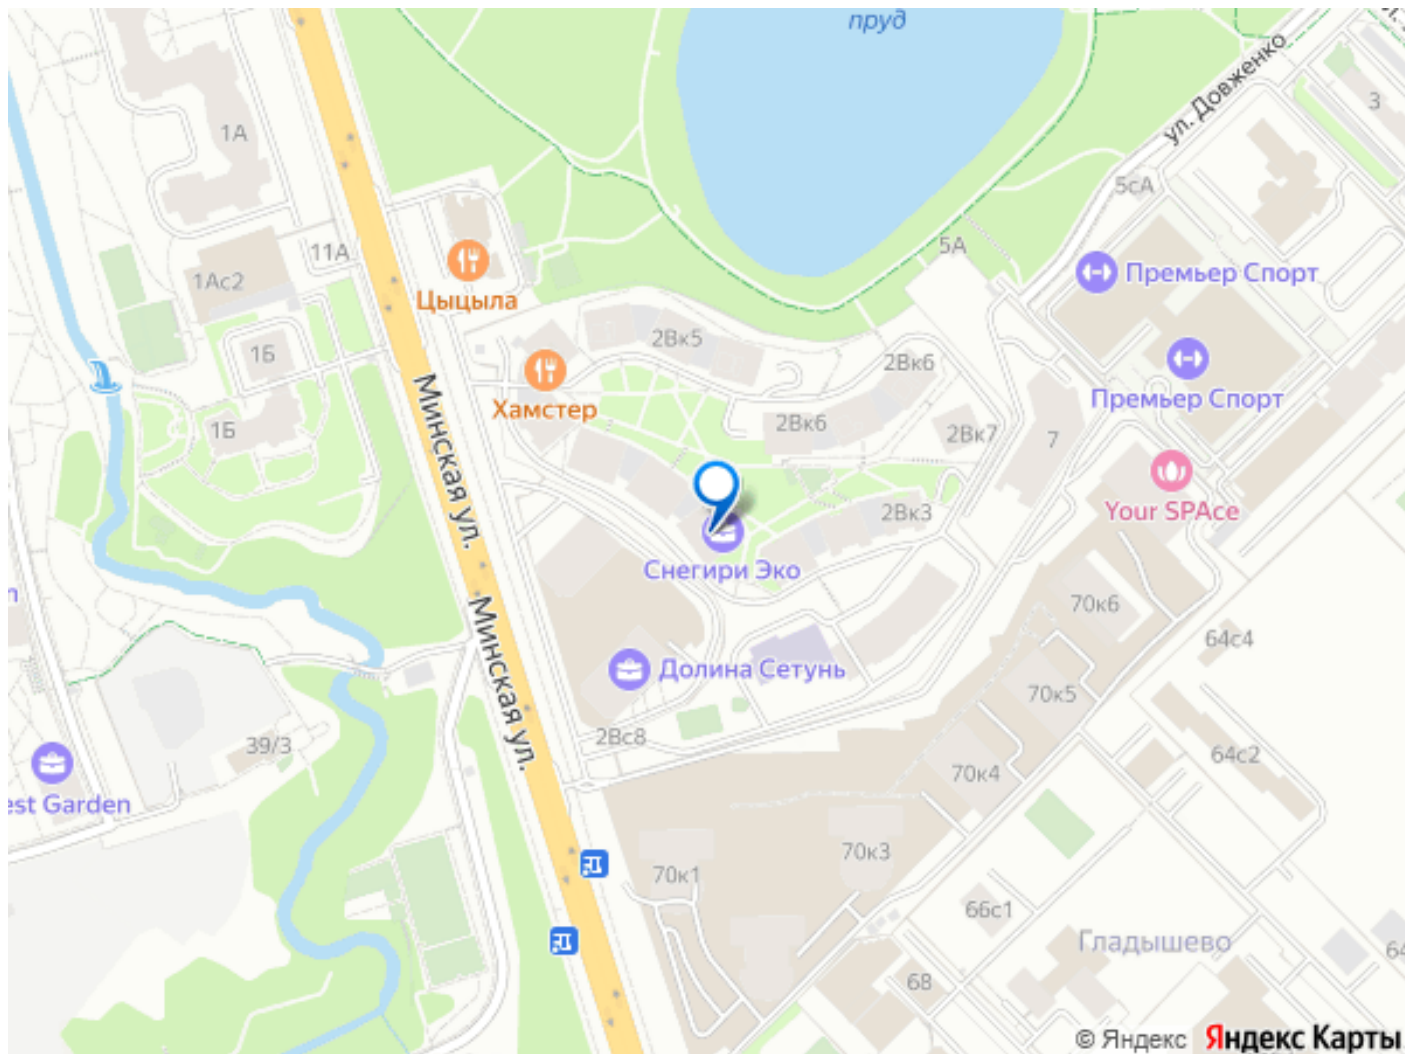 пруд
ул. Довженко
3
1А
5сА
11А
5А
1Ас2
Премьер Спорт
Цыцыла
2Вк5
1Б
2Вк6
Минская ул.
Хамстер
Премьер Спорт
1Б
2Вк6
2Вк7
7
Your SPAce
2Вк3
Снегири Эко
70к6
Минская ул.
64с4
Долина Сетунь
70к5
2Вс8
39/3
64с2
70к4
est Garden
70к3
70к1
66с1
Гладышево
64
68
© Яндекс Яндекс Карты